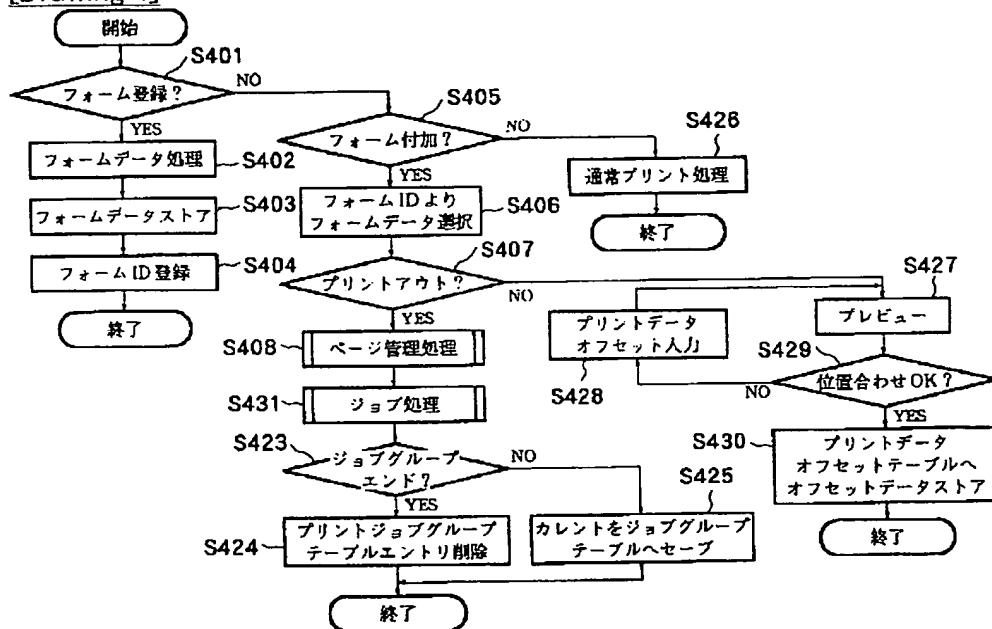 開始
S401
フォーム登録?
NO
YES
フォームデータ処理
S402
フォームデータストア
S403
フォームID登録
S404
終了
S405
フォーム付加?
NO
YES
S426
通常プリント処理
終了
フォームIDより
フォームデータ選択
S406
S407
プリントアウト?
NO
YES
S408
ページ管理処理
S431
ジョブ処理
S423
ジョブグループ
エンド?
NO
YES
S424
プリントジョブグループ
テーブルエントリ削除
S425
カレントをジョブグループ
テーブルへセーブ
終了
S427
プレビュー
プリントデータ
オフセット入力
S428
S429
位置合わせOK?
NO
YES
S430
プリントデータ
オフセットテーブルへ
オフセットデータストア
終了